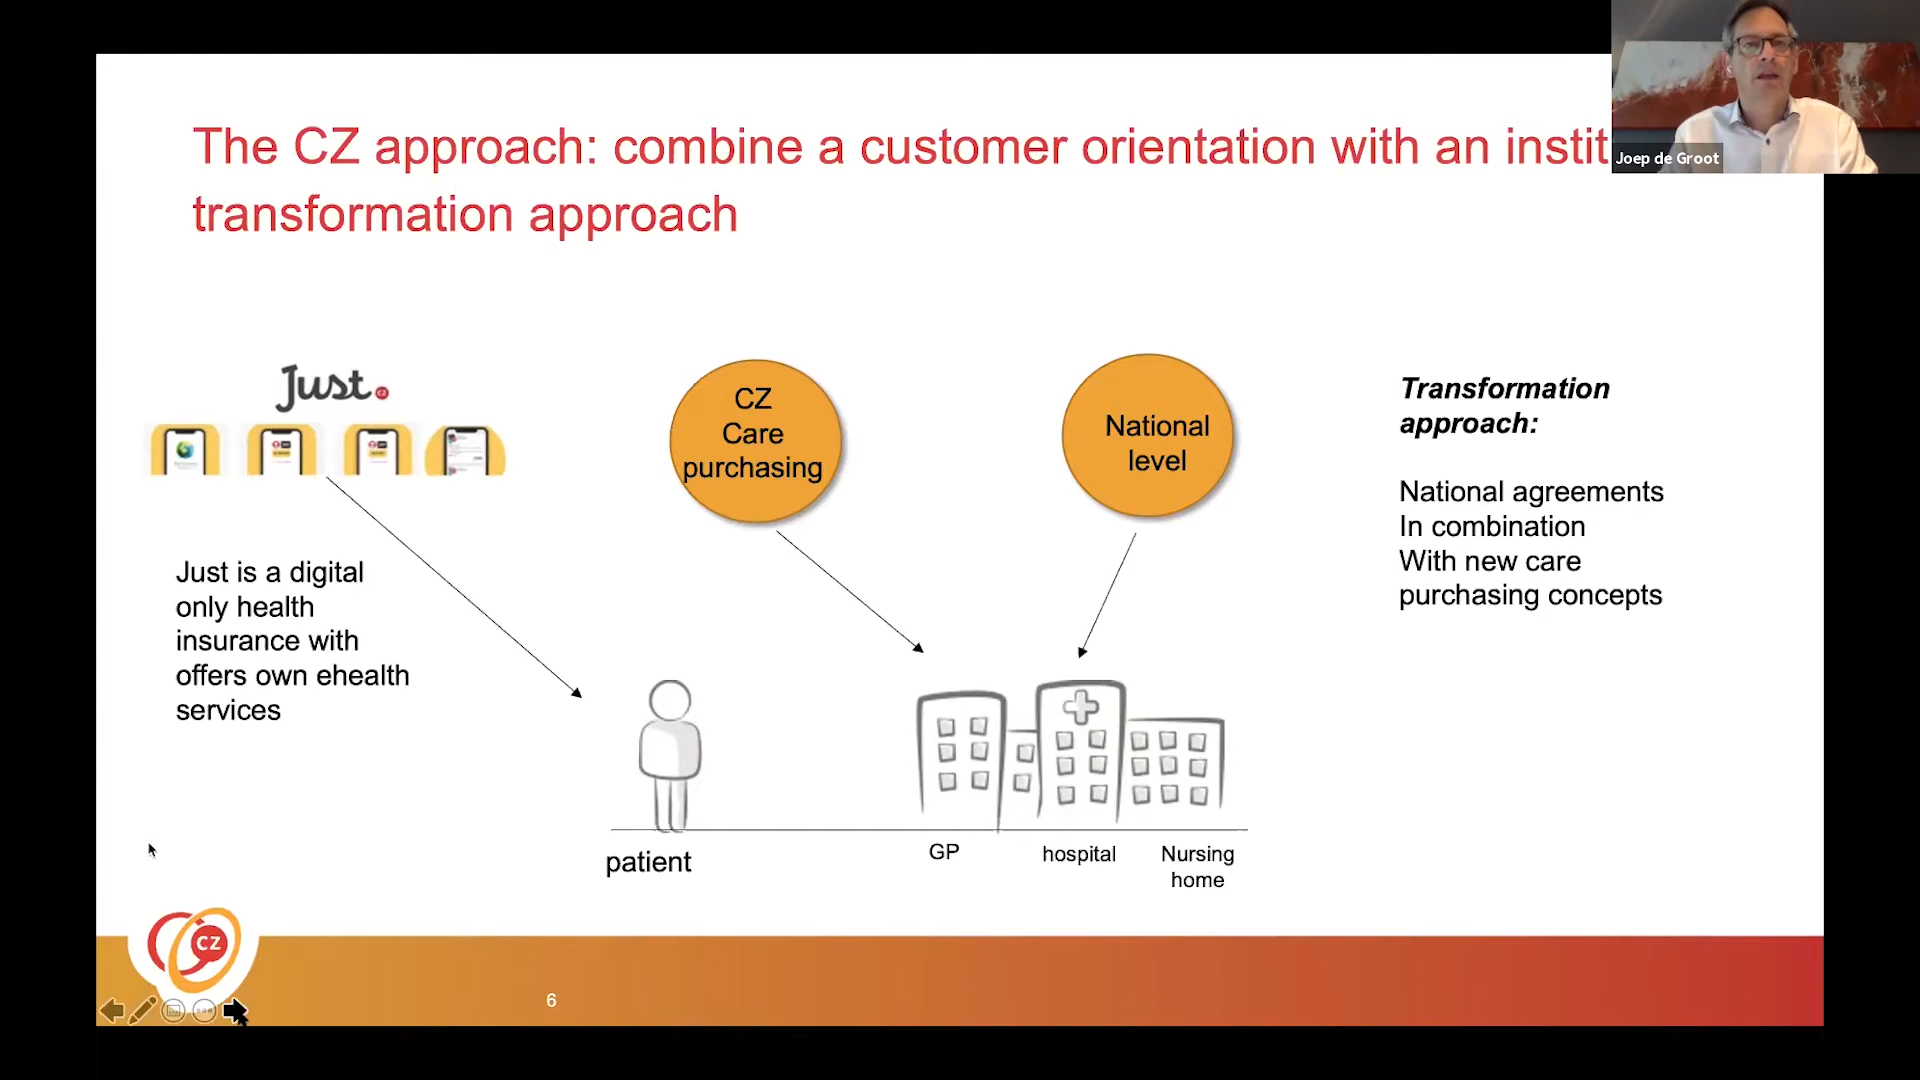 The CZ approach: combine a customer orientation with an instit
transformation approach
Joep de Groot
Just.
CZ
Care
purchasing
National
level
Transformation
approach:
National agreements
In combination
With new care
purchasing concepts
Just is a digital
only health
insurance with
offers own ehealth
services
patient
GP
hospital
Nursing
home
CZ
6